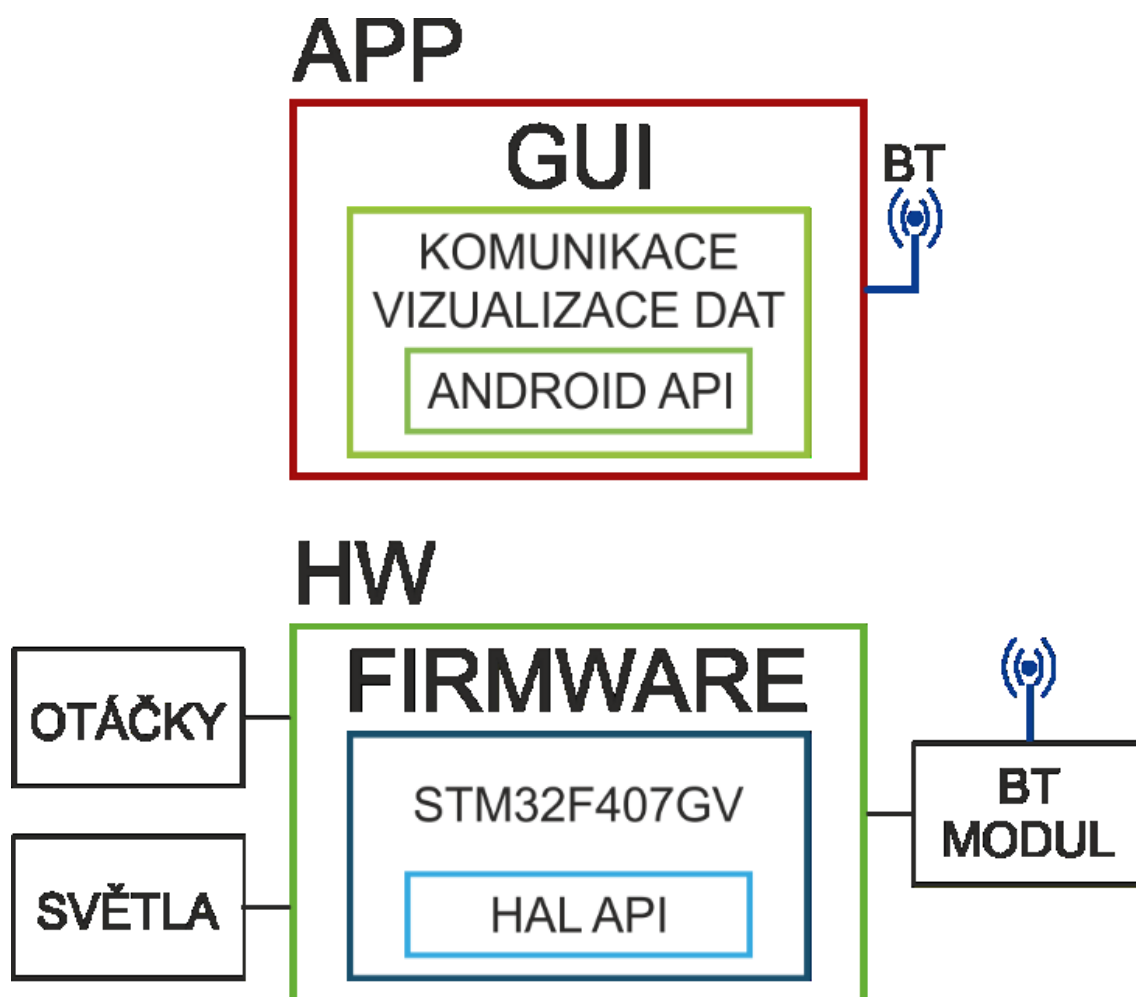 APP
GUI
BT
KOMUNIKACE
VIZUALIZACE DAT
ANDROID API
HW
FIRMWARE
OTÁČKY
STM32F407GV
BT
MODUL
SVĚTLA
HAL API